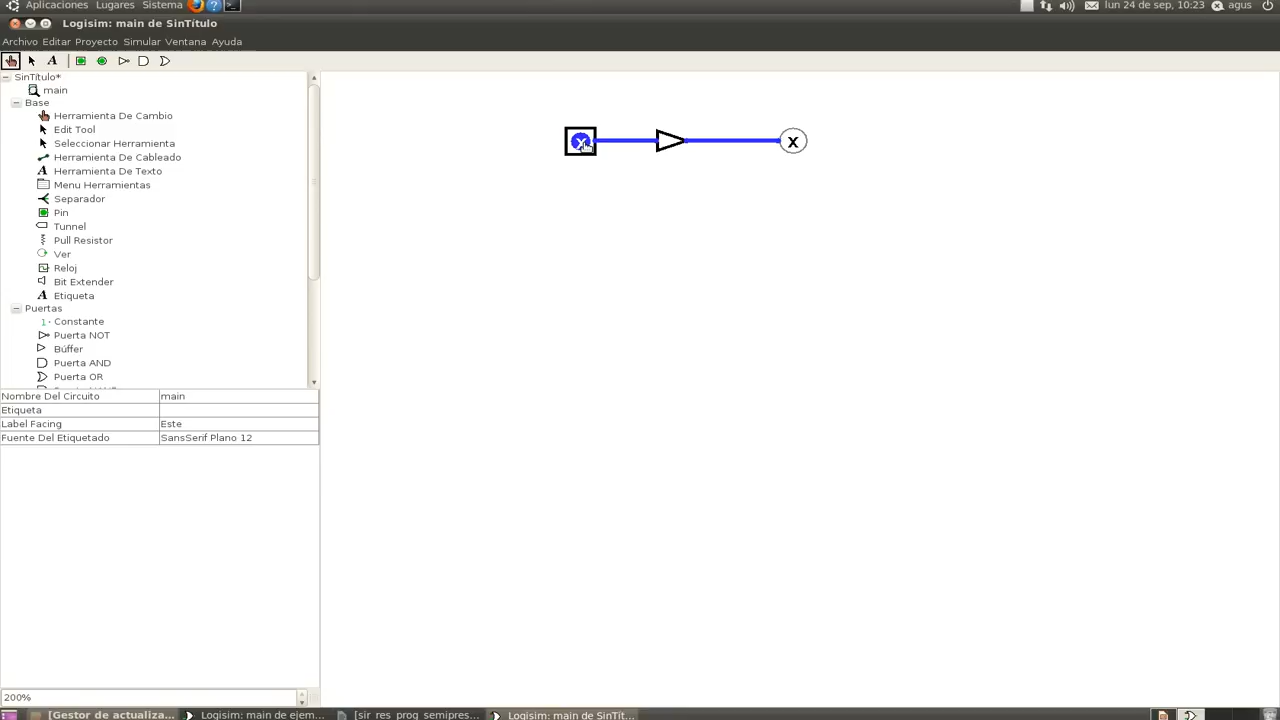 Aplicaciones Lugares Sistema lun 24 de sep, 10:23 agus
Logisim: main de SinTítulo
Archivo Editar Proyecto Simular Ventana Ayuda
SinTítulo*
main
Base
Herramienta De Cambio
Edit Tool
Seleccionar Herramienta
Herramienta De Cableado
Herramienta De Texto
Menu Herramientas
Separador
Pin
Tunnel
Pull Resistor
Ver
Reloj
Bit Extender
Etiqueta
Puertas
Constante
Puerta NOT
Búffer
Puerta AND
Puerta OR
x x
Nombre Del Circuito main
Etiqueta
Label Facing Este
Fuente Del Etiquetado SansSerif Plano 12
200%
[Gestor de actualiza... Logisim: main de ejem... [sir_res_prog_semipres... Logisim: main de SinTít...